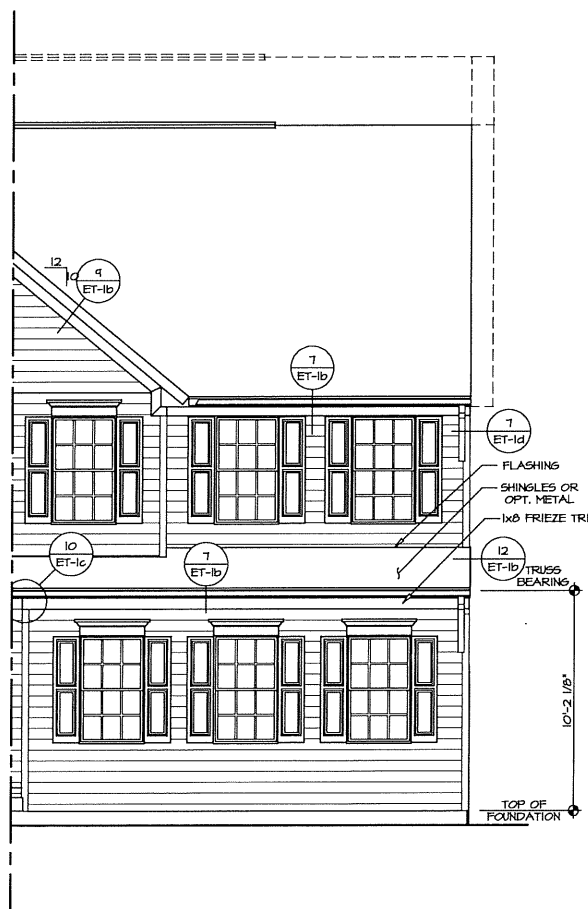 12
10
9
ET-1b
7
ET-1b
7
ET-1d
FLASHING
SHINGLES OR
OPT. METAL
1x8 FRIEZE TRI
10
ET-1c
7
ET-1b
12
ET-1b
TRUSS
BEARING
10'-2 1/8"
TOP OF
FOUNDATION